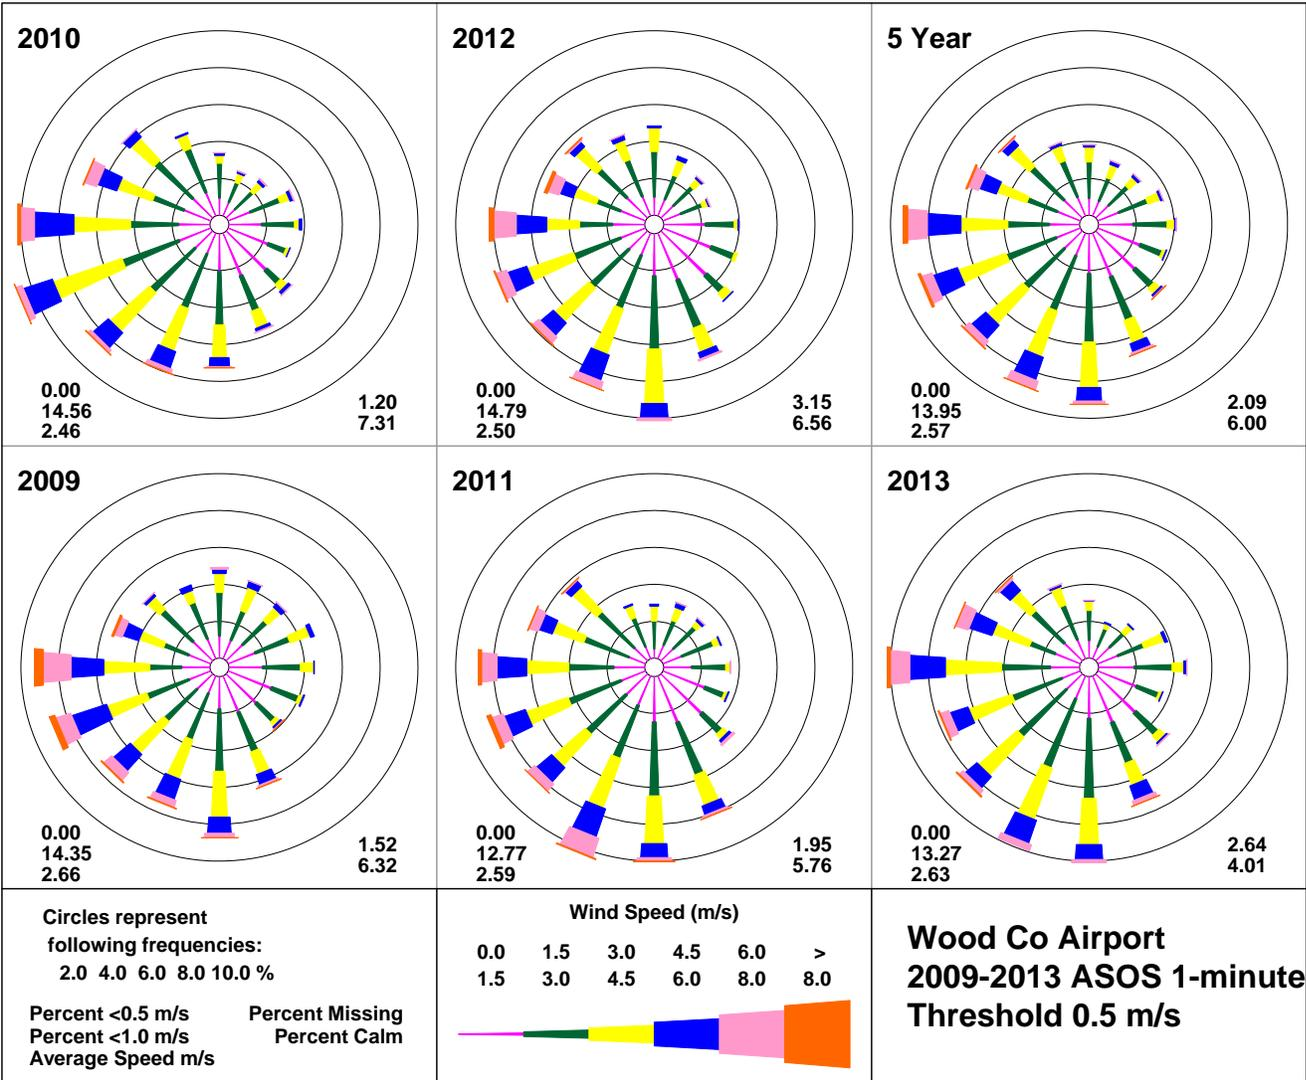 2010
0.00
14.56
2.46
1.20
7.31
2012
0.00
14.79
2.50
3.15
6.56
5 Year
0.00
13.95
2.57
2.09
6.00
2009
0.00
14.35
2.66
1.52
6.32
2011
0.00
12.77
2.59
1.95
5.76
2013
0.00
13.27
2.63
2.64
4.01
Circles represent
following frequencies:
2.0 4.0 6.0 8.0 10.0 %
Percent <0.5 m/s
Percent <1.0 m/s
Average Speed m/s
Percent Missing
Percent Calm
Wind Speed (m/s)
0.0 1.5 3.0 4.5 6.0 >
1.5 3.0 4.5 6.0 8.0 8.0
Wood Co Airport
2009-2013 ASOS 1-minute
Threshold 0.5 m/s